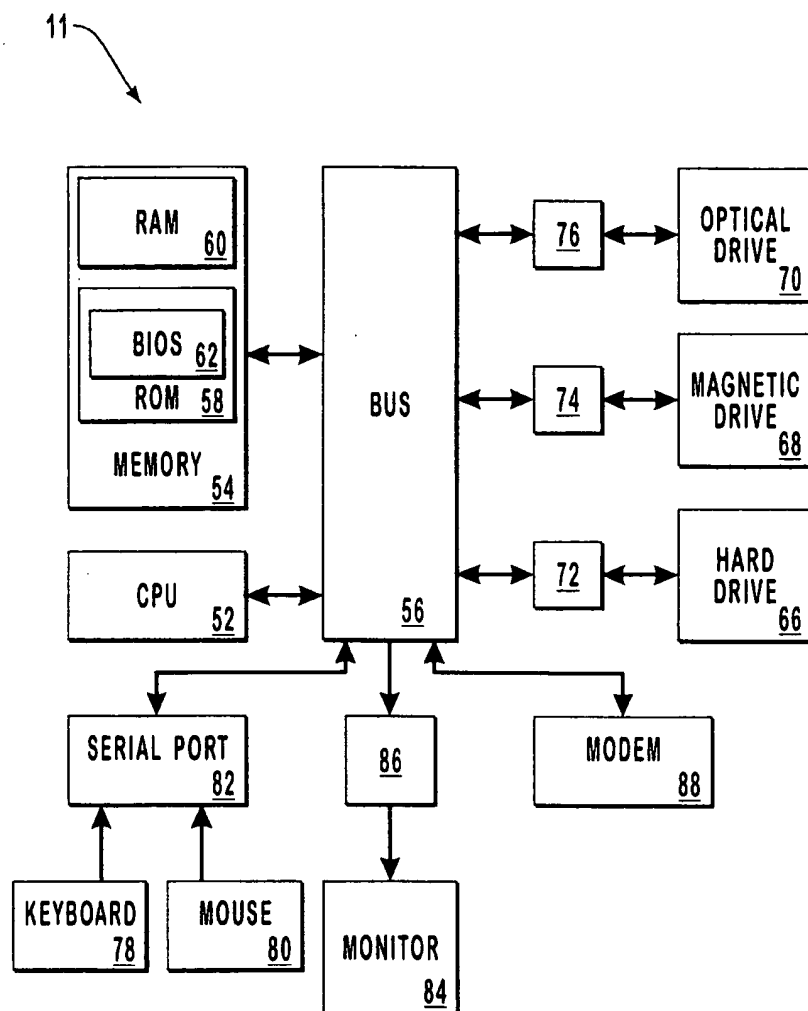 11
RAM
60
BIOS
62
ROM 58
MEMORY
54
CPU
52
BUS
56
76
OPTICAL
DRIVE
70
74
MAGNETIC
DRIVE
68
72
HARD
DRIVE
66
SERIAL PORT
82
86
MODEM
88
KEYBOARD
78
MOUSE
80
MONITOR
84